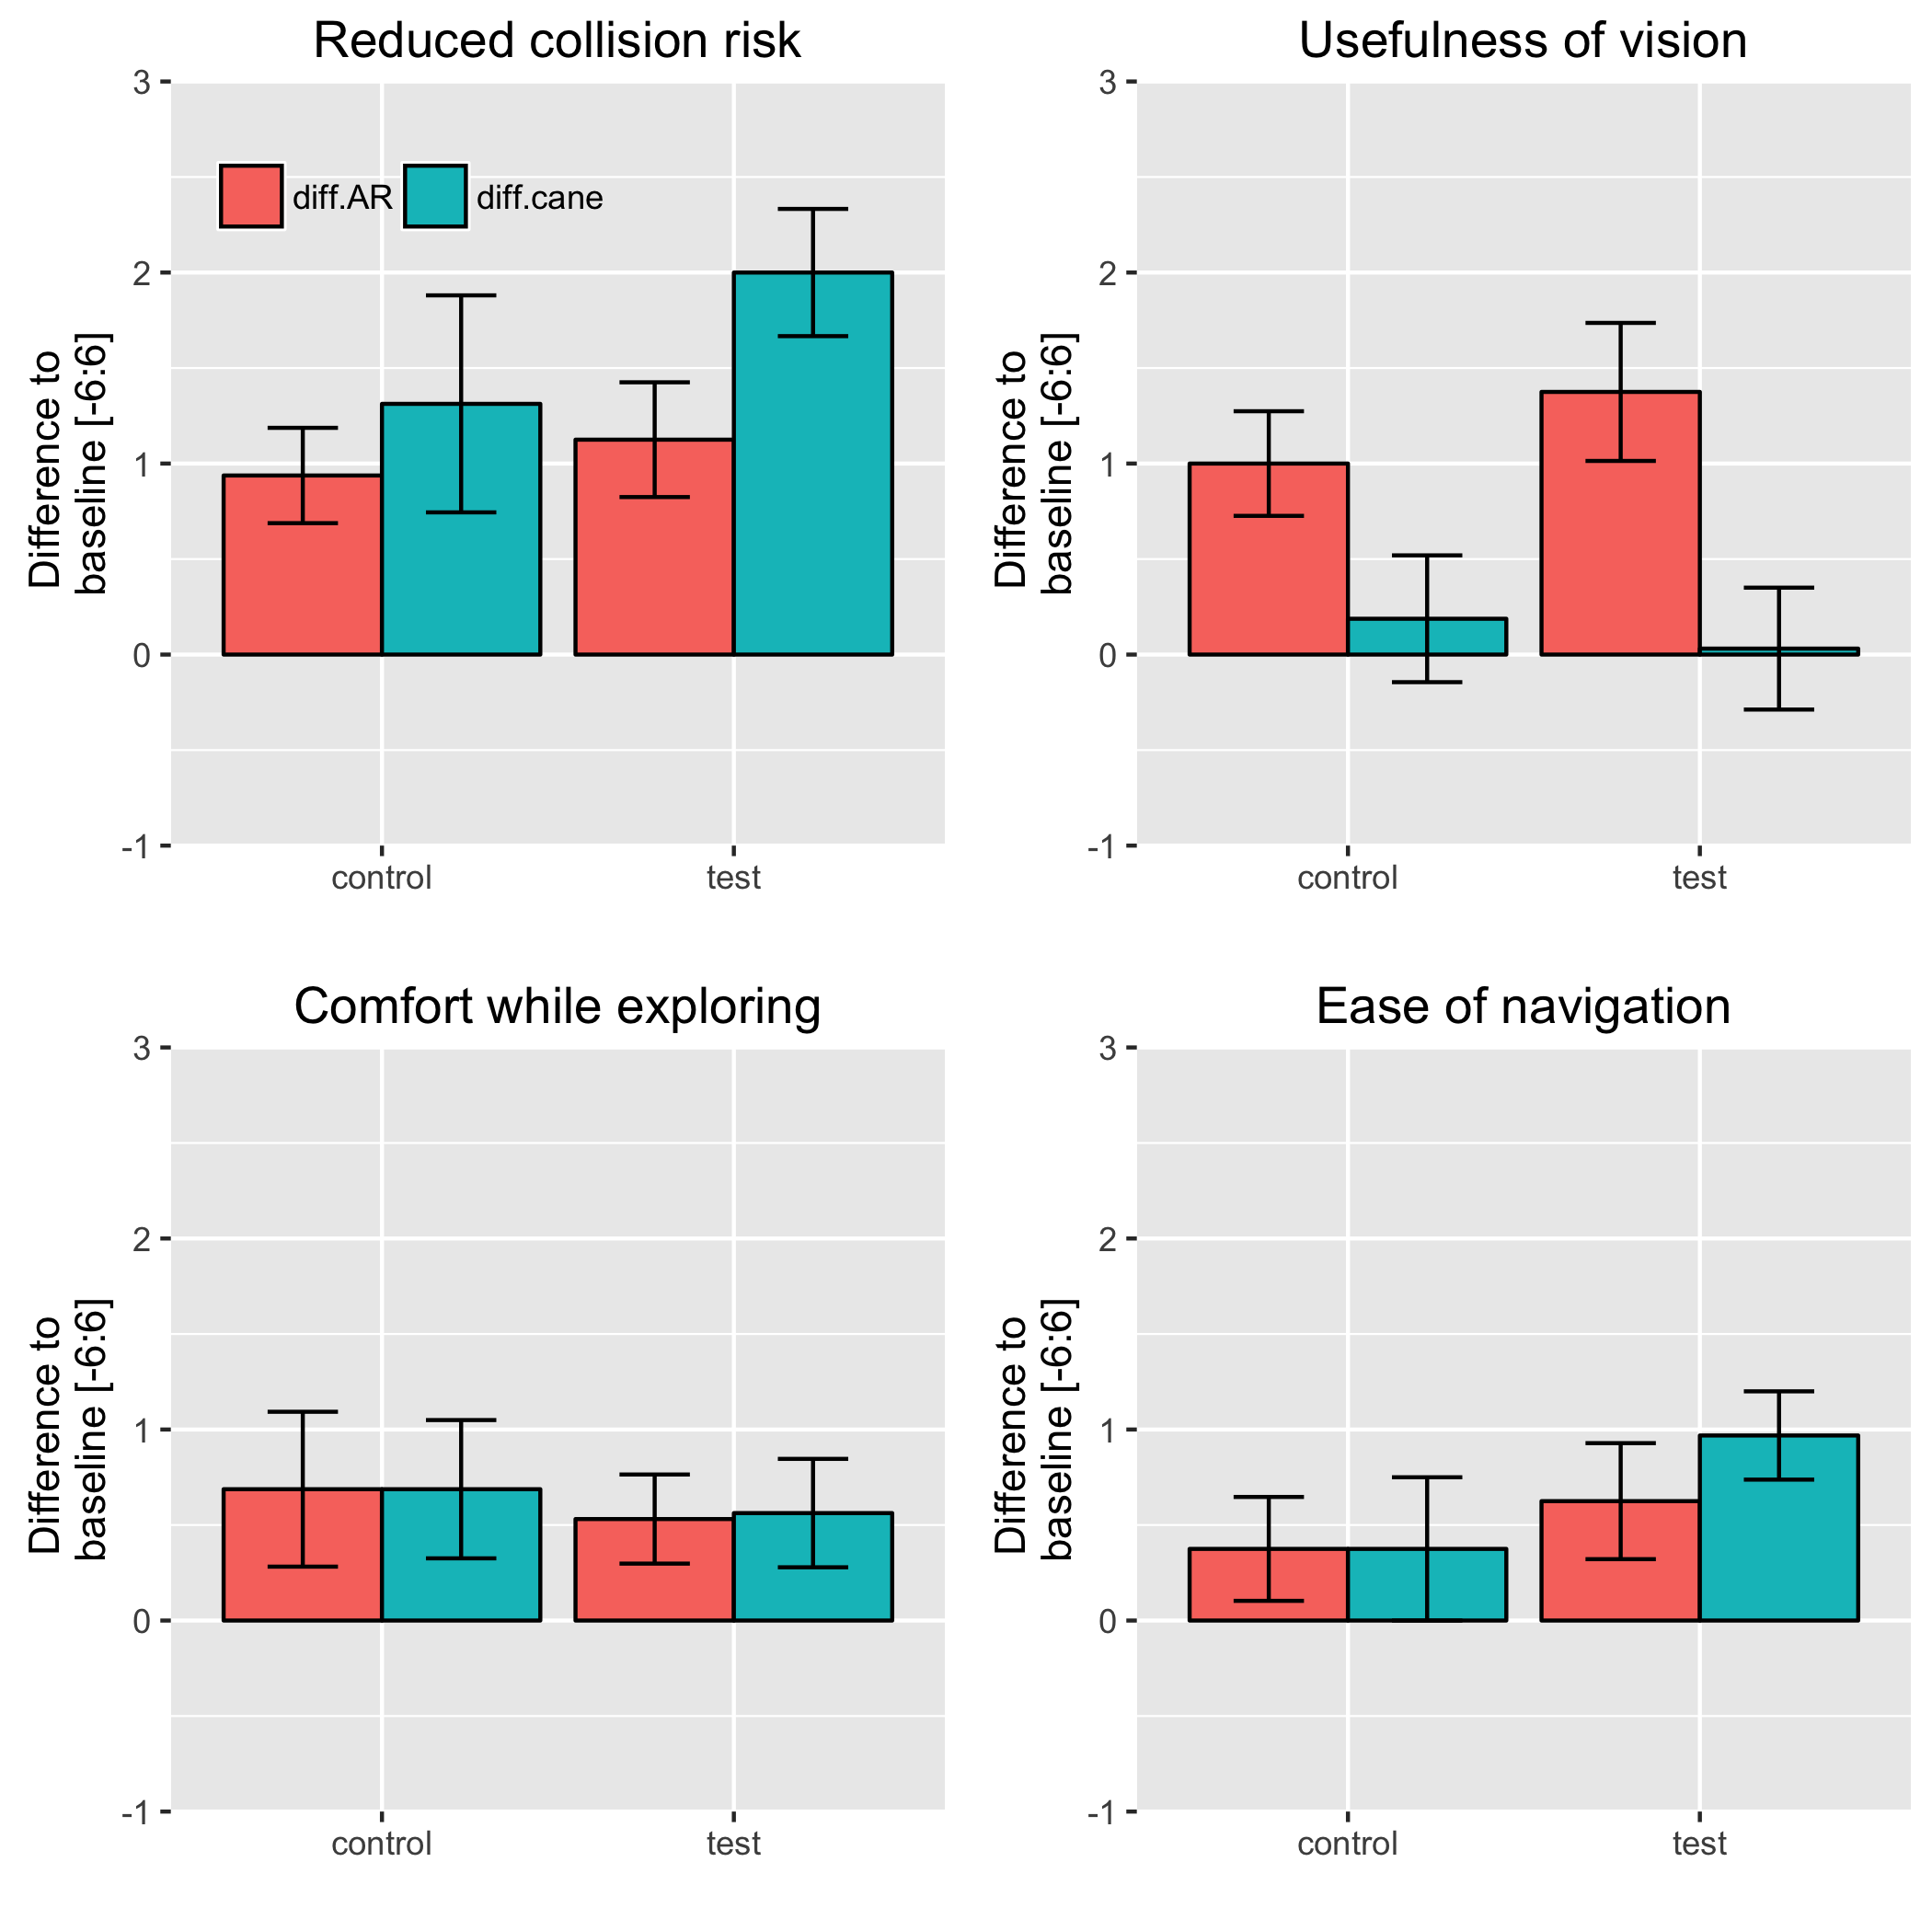 Reduced collision risk
3
2
1
0
-1
Difference to
baseline [-6:6]
diff.AR diff.cane
control test
Usefulness of vision
3
2
1
0
-1
Difference to
baseline [-6:6]
control test
Comfort while exploring
3
2
1
0
-1
Difference to
baseline [-6:6]
control test
Ease of navigation
3
2
1
0
-1
Difference to
baseline [-6:6]
control test